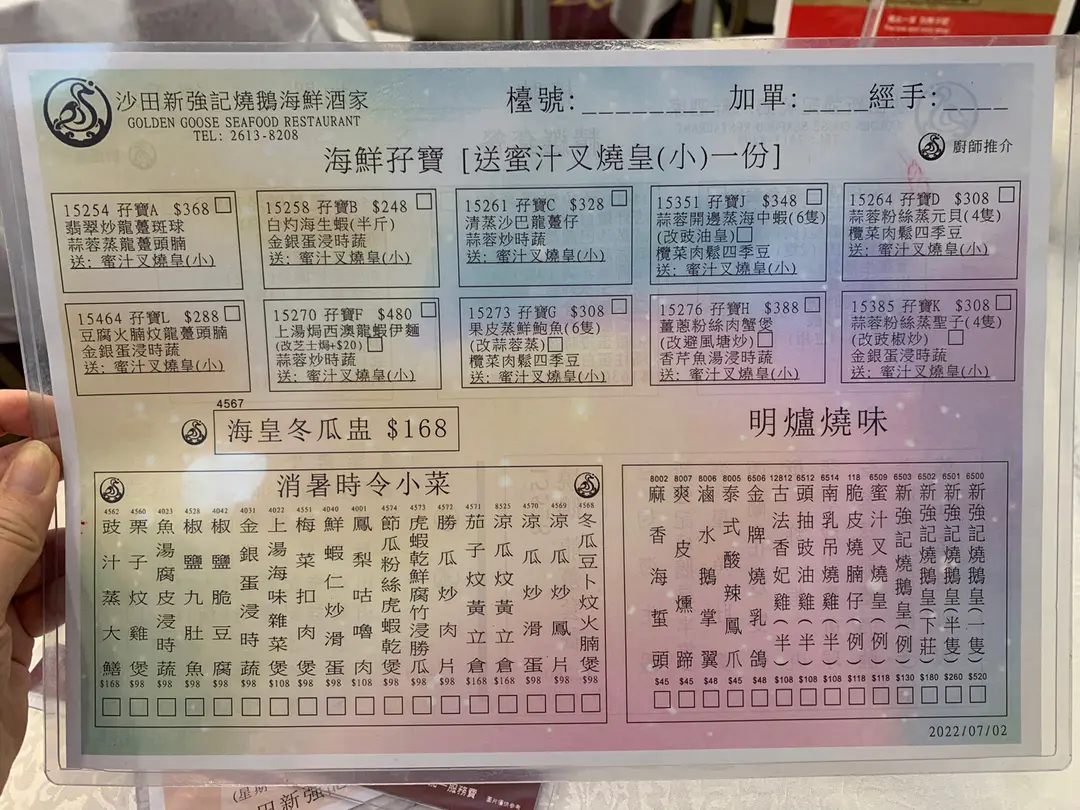 沙田新強記燒鵝海鮮酒家
GOLDEN GOOSE SEAFOOD RESTAURANT
TEL: 2613-8208
檯號:________ 加單:____ 經手:____
海鮮孖寶 [送蜜汁叉燒皇(小)一份]
廚師推介
15254 孖寶A $368
翡翠炒龍躉斑球
蒜蓉蒸龍躉頭腩
送: 蜜汁叉燒皇(小)
15258 孖寶B $248
白灼海生蝦(半斤)
金銀蛋浸時蔬
送: 蜜汁叉燒皇(小)
15261 孖寶C $328
清蒸沙巴龍躉仔
蒜蓉炒時蔬
送: 蜜汁叉燒皇(小)
15351 孖寶J $348
蒜蓉開邊蒸海中蝦(6隻)
(改豉油皇)
欖菜肉鬆四季豆
送: 蜜汁叉燒皇(小)
15264 孖寶D $308
蒜蓉粉絲蒸元貝(4隻)
欖菜肉鬆四季豆
送: 蜜汁叉燒皇(小)
15464 孖寶L $288
豆腐火腩炆龍躉頭腩
金銀蛋浸時蔬
送: 蜜汁叉燒皇(小)
15270 孖寶F $480
上湯焗西澳龍蝦伊麵
(改芝士焗+$20)
蒜蓉炒時蔬
送: 蜜汁叉燒皇(小)
15273 孖寶G $308
果皮蒸鮮鮑魚(6隻)
(改蒜蓉蒸)
欖菜肉鬆四季豆
送: 蜜汁叉燒皇(小)
15276 孖寶H $388
薑蔥粉絲肉蟹煲
(改避風塘炒)
香芹魚湯浸時蔬
送: 蜜汁叉燒皇(小)
15385 孖寶K $308
蒜蓉粉絲蒸聖子(4隻)
(改豉椒炒)
金銀蛋浸時蔬
送: 蜜汁叉燒皇(小)
4567
海皇冬瓜盅 $168
明爐燒味
消暑時令小菜
4562 豉汁蒸大鱔 $168
4560 栗子炆雞煲 $98
4023 魚湯腐皮浸時蔬 $98
4528 椒鹽九肚魚 $98
8042 椒鹽脆豆腐 $98
4031 金銀蛋浸時蔬 $98
4022 上湯海味雜菜煲 $108
4551 梅菜扣肉煲 $98
4040 鮮蝦仁炒滑蛋 $98
4001 鳳梨咕嚕肉 $108
4574 節瓜粉絲虎蝦乾煲 $98
4573 虎蝦乾鮮腐竹浸勝瓜 $98
4572 勝瓜炒肉片 $98
4571 茄子炆黃立倉 $168
4525 涼瓜炆黃立倉 $168
4570 涼瓜炒滑蛋 $98
4569 涼瓜炒鳳片 $98
4568 冬瓜豆卜炆火腩煲 $98
8002 麻香海蜇頭 $45
8007 爽皮燻蹄 $45
8006 滷水鵝掌翼 $48
8005 泰式酸辣鳳爪 $45
6506 金牌燒乳鴿 $48
12812 古法香妃雞(半) $108
6512 頭抽豉油雞(半) $108
6514 南乳吊燒雞(半) $108
118 脆皮燒腩仔(例) $118
6509 蜜汁叉燒皇(例) $118
6503 新強記燒鵝皇(例) $130
6502 新強記燒鵝皇(下莊) $180
6501 新強記燒鵝皇(半隻) $260
6500 新強記燒鵝皇(一隻) $520
2022/07/02